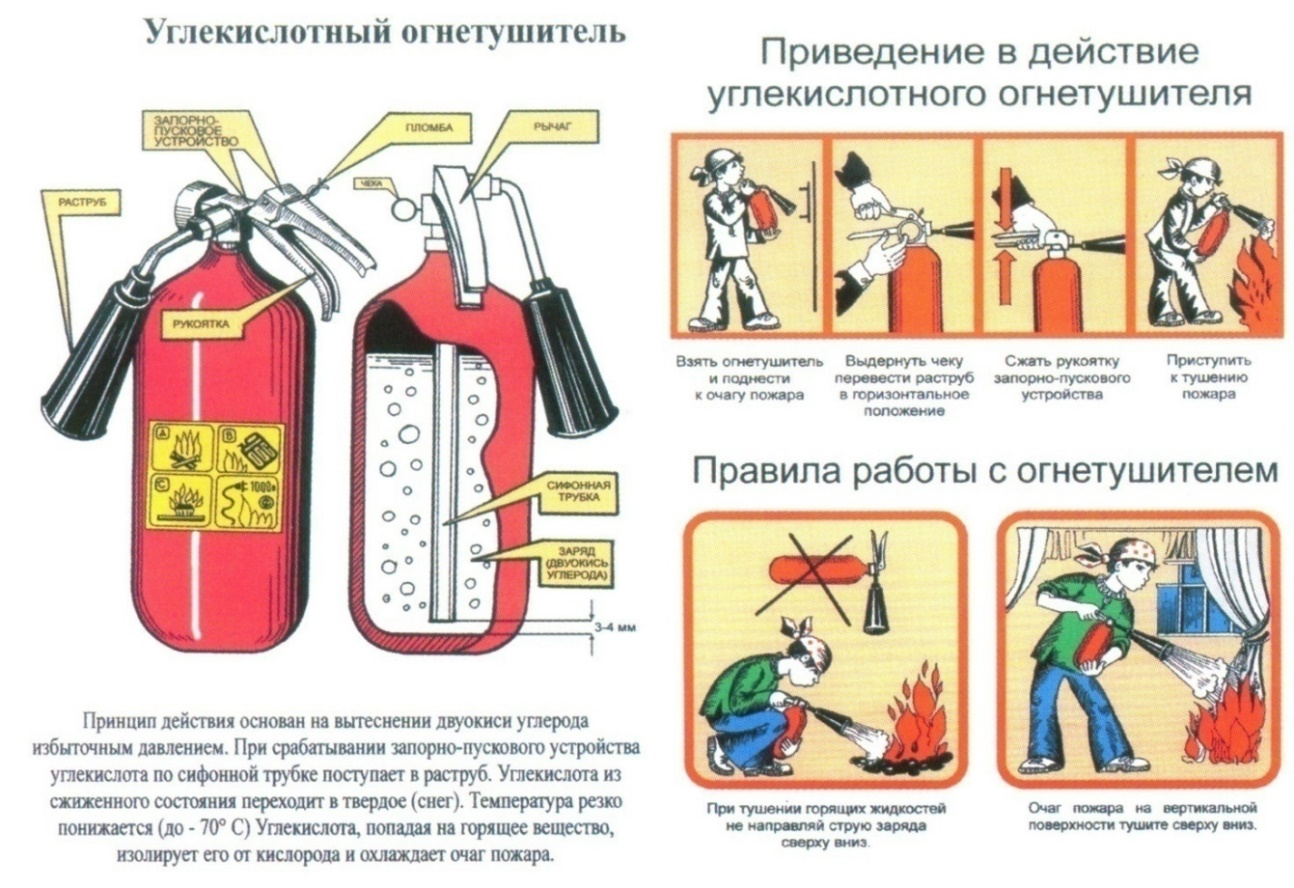 Углекислотный огнетушитель
ЗАПОРНО-
ПУСКОВОЕ
УСТРОЙСТВО
ПЛОМБА
РЫЧАГ
ЧЕКА
РАСТРУБ
РУКОЯТКА
A
B
C
1000в
СИФОННАЯ
ТРУБКА
ЗАРЯД
(ДВУОКИСЬ
УГЛЕРОДА)
3-4 мм
Принцип действия основан на вытеснении двуокиси углерода
избыточным давлением. При срабатывании запорно-пускового устройства
углекислота по сифонной трубке поступает в раструб. Углекислота из
сжиженного состояния переходит в твердое (снег). Температура резко
понижается (до - 70° С) Углекислота, попадая на горящее вещество,
изолирует его от кислорода и охлаждает очаг пожара.
Приведение в действие
углекислотного огнетушителя
Взять огнетушитель
и поднести
к очагу пожара
Выдернуть чеку
перевести раструб
в горизонтальное
положение
Сжать рукоятку
запорно-пускового
устройства
Приступить
к тушению
пожара
Правила работы с огнетушителем
При тушении горящих жидкостей
не направляй струю заряда
сверху вниз.
Очаг пожара на вертикальной
поверхности тушите сверху вниз.